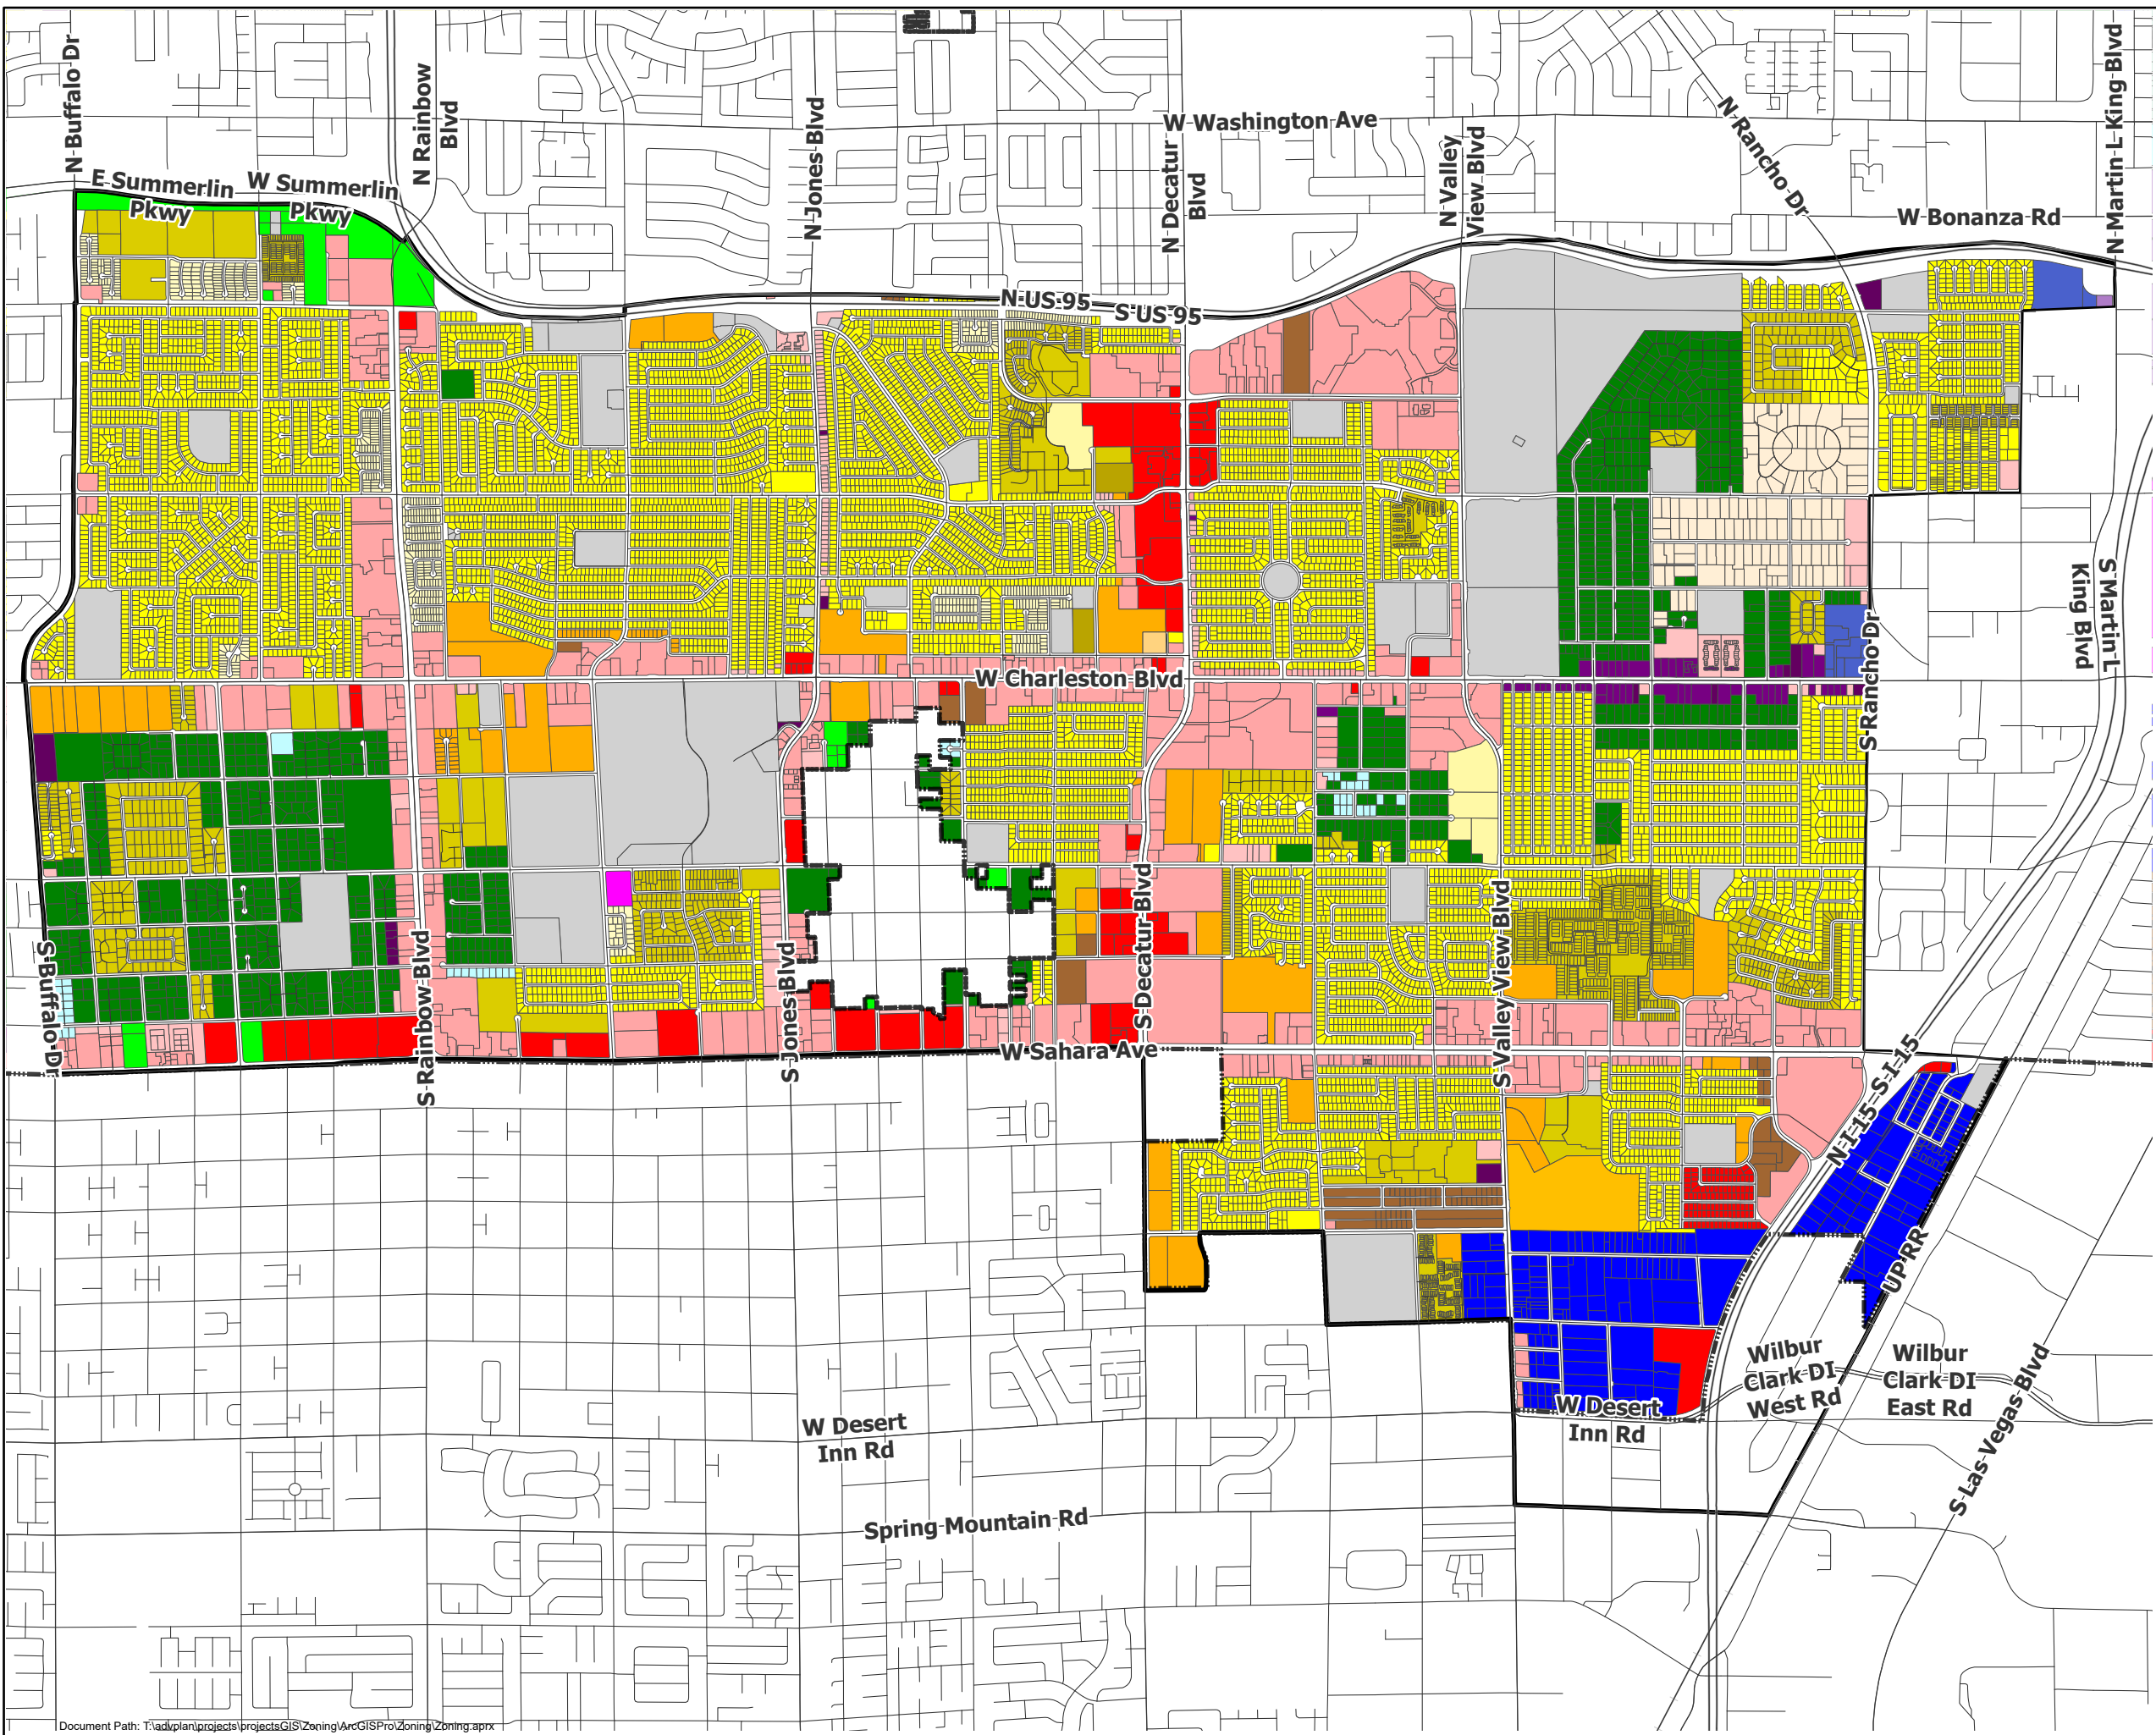 N Buffalo Dr
N Rainbow
Blvd
N Jones Blvd
W Washington Ave
N Decatur
Blvd
N Valley
View Blvd
N Rancho Dr
N Martin L King Blvd
E Summerlin
Pkwy
W Summerlin
Pkwy
W Bonanza Rd
N US 95
S US 95
S Martin L
King Blvd
W Charleston Blvd
S Rancho Dr
S Buffalo Dr
S Rainbow Blvd
S Jones Blvd
S Decatur Blvd
S Valley View Blvd
W Sahara Ave
N I 15 S I 15
UP RR
Wilbur
Clark DI
West Rd
Wilbur
Clark DI
East Rd
W Desert
Inn Rd
W Desert
Inn Rd
S Las Vegas Blvd
Spring Mountain Rd
Document Path: T:\advplan\projects\projectsGIS\Zoning\ArcGISPro\Zoning\Zoning.aprx